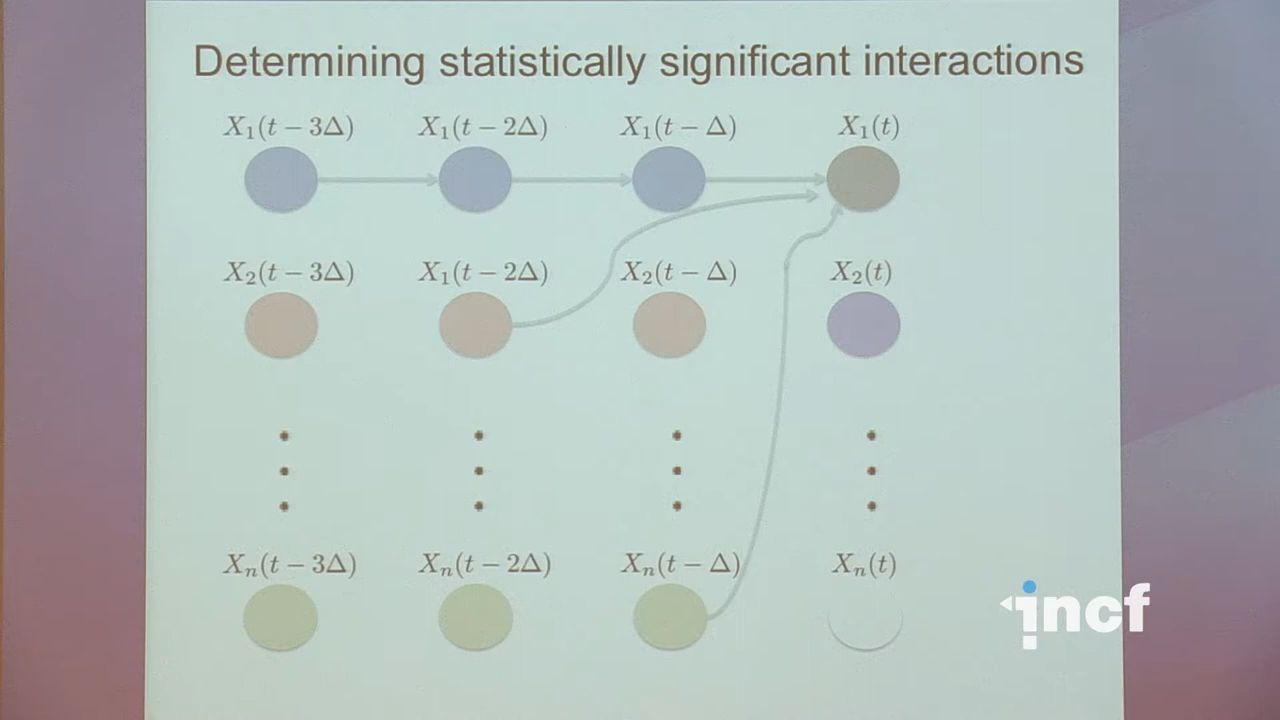 Determining statistically significant interactions
X₁(t − 3Δ) X₁(t − 2Δ) X₁(t − Δ) X₁(t)
X₂(t − 3Δ) X₁(t − 2Δ) X₂(t − Δ) X₂(t)
Xₙ(t − 3Δ) Xₙ(t − 2Δ) Xₙ(t − Δ) Xₙ(t)
incf